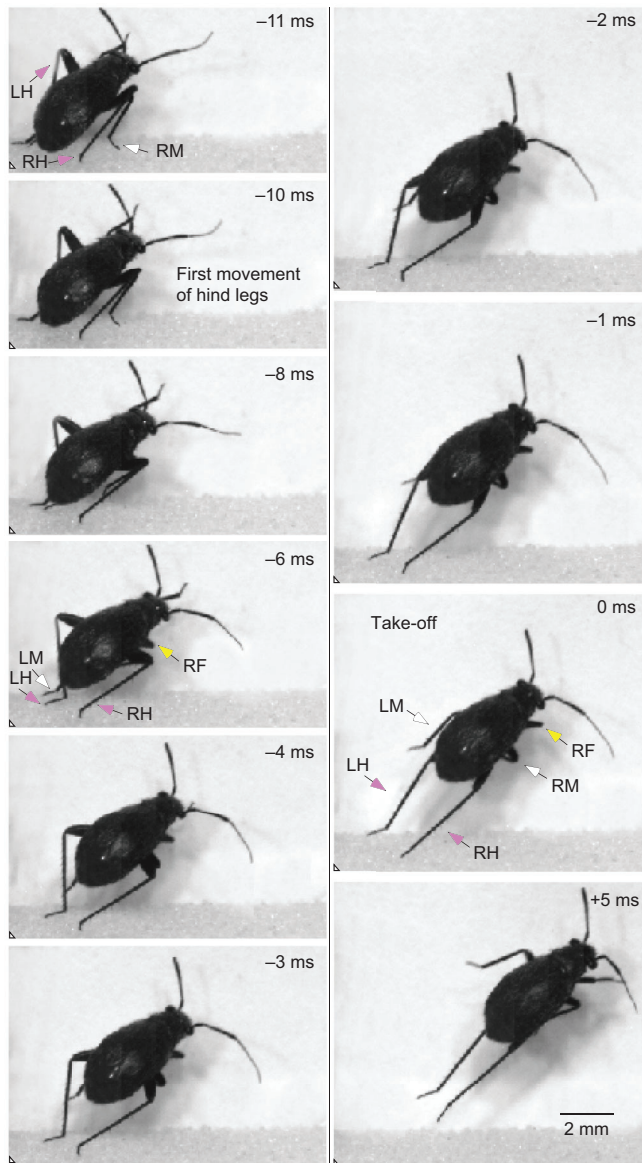 −11 ms
LH
RH
RM
−10 ms
First movement
of hind legs
−8 ms
−6 ms
LM
LH
RF
RH
−4 ms
−3 ms
−2 ms
−1 ms
0 ms
Take-off
LM
RF
LH
RM
RH
+5 ms
2 mm